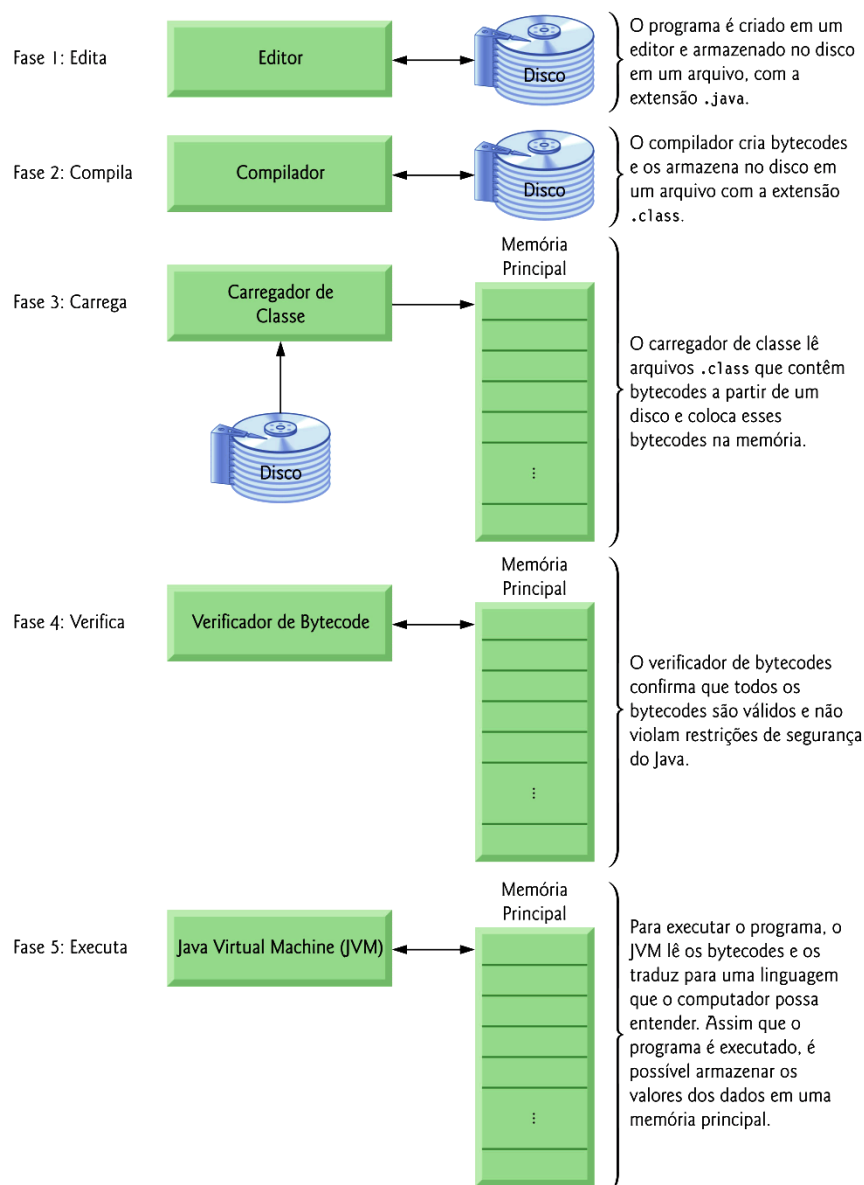 Fase 1: Edita
Editor
Disco
O programa é criado em um
editor e armazenado no disco
em um arquivo, com a
extensão .java.
Fase 2: Compila
Compilador
Disco
O compilador cria bytecodes
e os armazena no disco em
um arquivo com a extensão
.class.
Memória
Principal
Fase 3: Carrega
Carregador de
Classe
Disco
O carregador de classe lê
arquivos .class que contêm
bytecodes a partir de um
disco e coloca esses
bytecodes na memória.
...
Memória
Principal
Fase 4: Verifica
Verificador de Bytecode
O verificador de bytecodes
confirma que todos os
bytecodes são válidos e não
violam restrições de segurança
do Java.
...
Memória
Principal
Fase 5: Executa
Java Virtual Machine (JVM)
Para executar o programa, o
JVM lê os bytecodes e os
traduz para uma linguagem
que o computador possa
entender. Assim que o
programa é executado, é
possível armazenar os
valores dos dados em uma
memória principal.
...